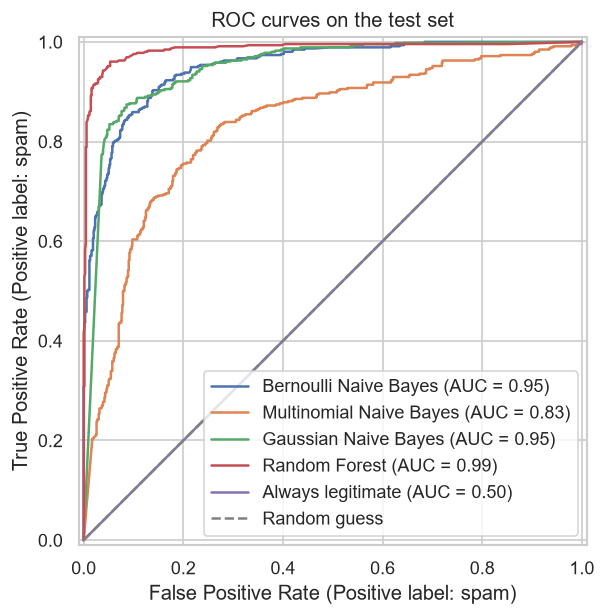 ROC curves on the test set
True Positive Rate (Positive label: spam)
1.0
0.8
0.6
0.4
0.2
0.0
Bernoulli Naive Bayes (AUC = 0.95)
Multinomial Naive Bayes (AUC = 0.83)
Gaussian Naive Bayes (AUC = 0.95)
Random Forest (AUC = 0.99)
Always legitimate (AUC = 0.50)
Random guess
0.0 0.2 0.4 0.6 0.8 1.0
False Positive Rate (Positive label: spam)